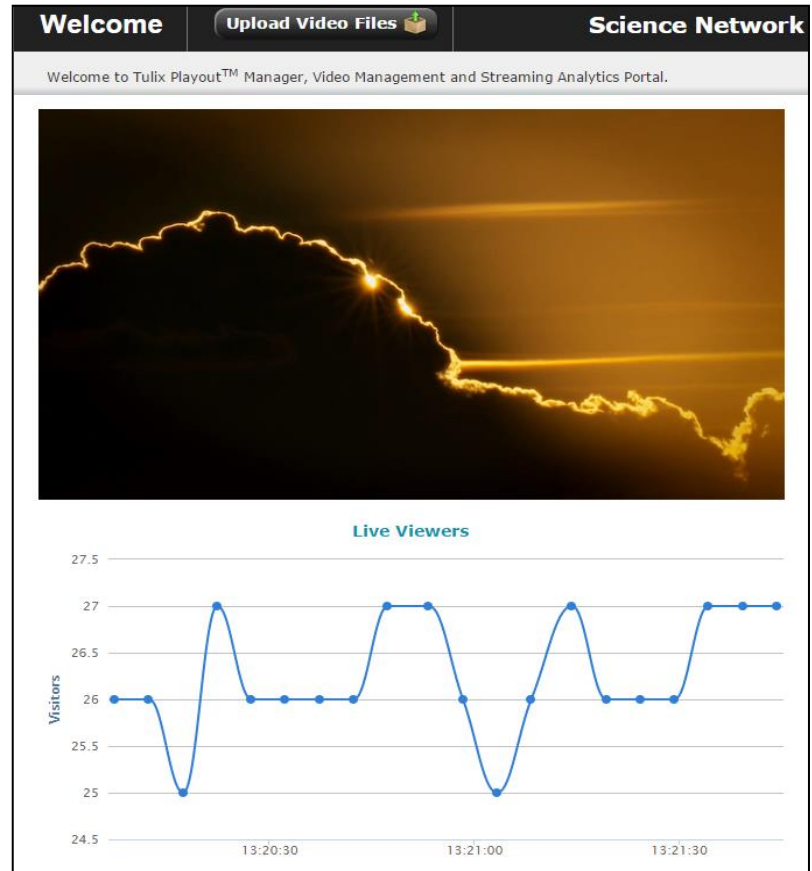 Welcome
Upload Video Files
Science Network
Welcome to Tulix Playout™ Manager, Video Management and Streaming Analytics Portal.
Live Viewers
27.5
27
26.5
26
25.5
25
24.5
Visitors
13:20:30 13:21:00 13:21:30